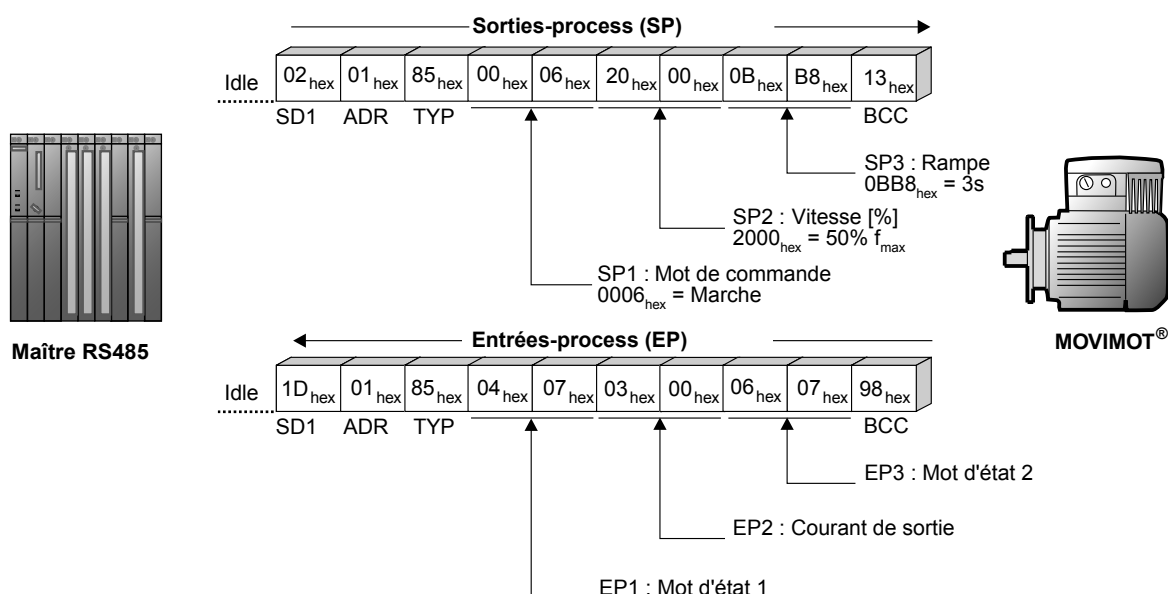 Sorties-process (SP)
Idle 02hex 01hex 85hex 00hex 06hex 20hex 00hex 0Bhex B8hex 13hex
SD1 ADR TYP BCC
SP3 : Rampe
0BB8hex = 3s
SP2 : Vitesse [%]
2000hex = 50% fmax
SP1 : Mot de commande
0006hex = Marche
Maître RS485
MOVIMOT®
Entrées-process (EP)
Idle 1Dhex 01hex 85hex 04hex 07hex 03hex 00hex 06hex 07hex 98hex
SD1 ADR TYP BCC
EP3 : Mot d'état 2
EP2 : Courant de sortie
EP1 : Mot d'état 1